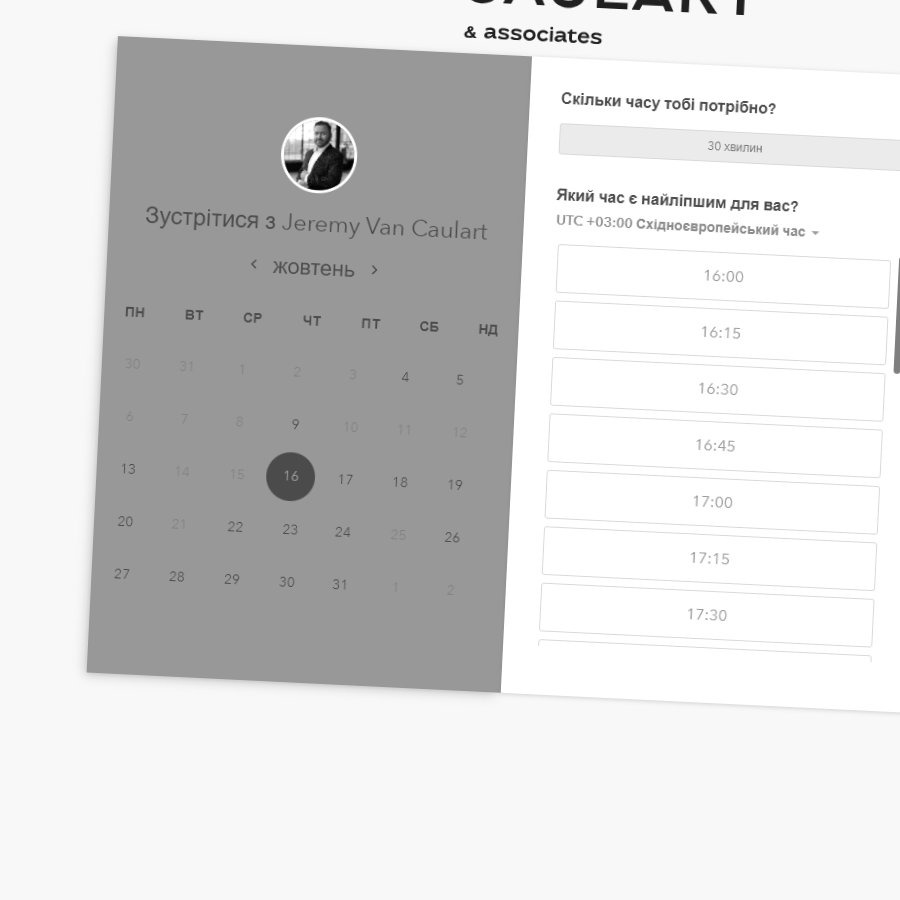 CAULART
& associates
Зустрітися з Jeremy Van Caulart
жовтень
ПН ВТ СР ЧТ ПТ СБ НД
30 31 1 2 3 4 5
6 7 8 9 10 11 12
13 14 15 16 17 18 19
20 21 22 23 24 25 26
27 28 29 30 31 1 2
Скільки часу тобі потрібно?
30 хвилин
Який час є найліпшим для вас?
UTC +03:00 Східноєвропейський час
16:00
16:15
16:30
16:45
17:00
17:15
17:30